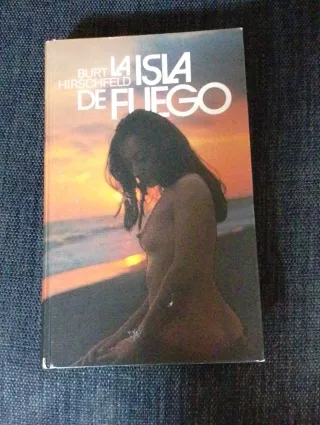 BURT
HIRSCHFELD
LA ISLA
DE FUEGO